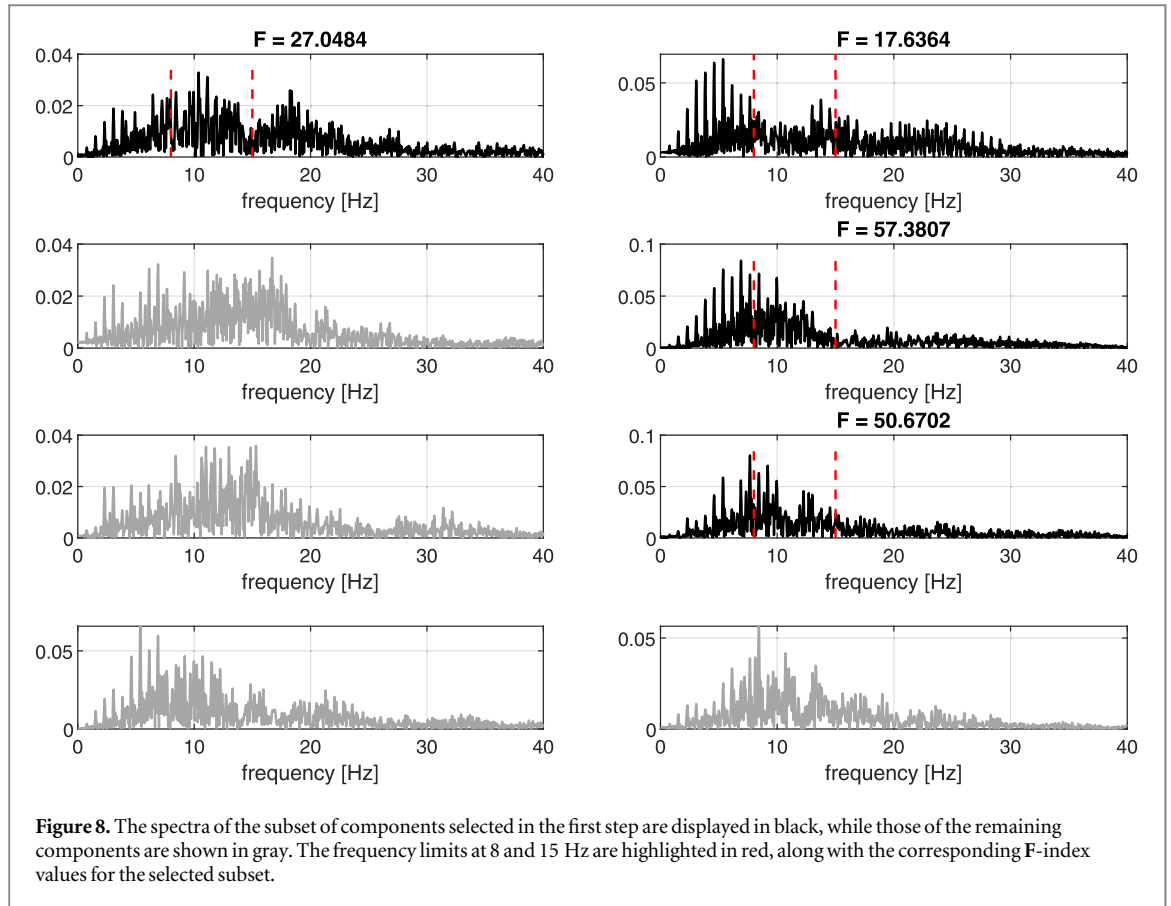 F = 27.0484
0.04
0.02
0
0 10 20 30 40
frequency [Hz]
F = 17.6364
0.05
0
0 10 20 30 40
frequency [Hz]
0.04
0.02
0
0 10 20 30 40
frequency [Hz]
F = 57.3807
0.1
0.05
0
0 10 20 30 40
frequency [Hz]
0.04
0.02
0
0 10 20 30 40
frequency [Hz]
F = 50.6702
0.1
0.05
0
0 10 20 30 40
frequency [Hz]
0.05
0
0 10 20 30 40
frequency [Hz]
0.05
0
0 10 20 30 40
frequency [Hz]
Figure 8. The spectra of the subset of components selected in the first step are displayed in black, while those of the remaining
components are shown in gray. The frequency limits at 8 and 15 Hz are highlighted in red, along with the corresponding F-index
values for the selected subset.